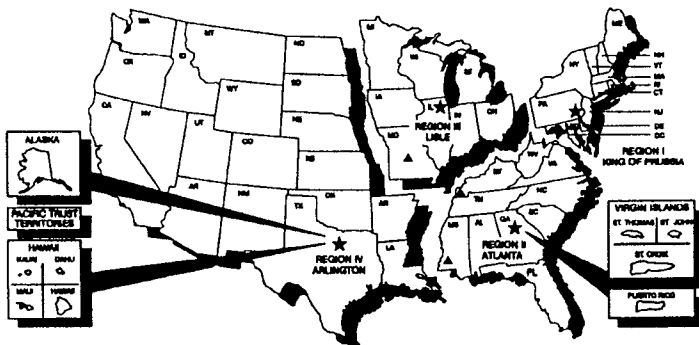 WA
MT
ND
MN
ME
OR
ID
WI
MI
NY
NH
VT
MA
RI
CT
SD
WY
IA
PA
NJ
CA
NV
NE
IL
IN
OH
DE
DC
UT
CO
REGION III
LISLE
MO
WV
VA
REGION I
KING OF PRUSSIA
ALASKA
KS
KY
NC
TN
NM
OK
TX
AR
MS
AL
GA
SC
PACIFIC TRUST
TERRITORIES
HAWAII
KAUAI
OAHU
MAUI
HAWAII
REGION IV
ARLINGTON
LA
REGION II
ATLANTA
FL
VIRGIN ISLANDS
ST THOMAS
ST JOHN
ST CROIX
PUERTO RICO